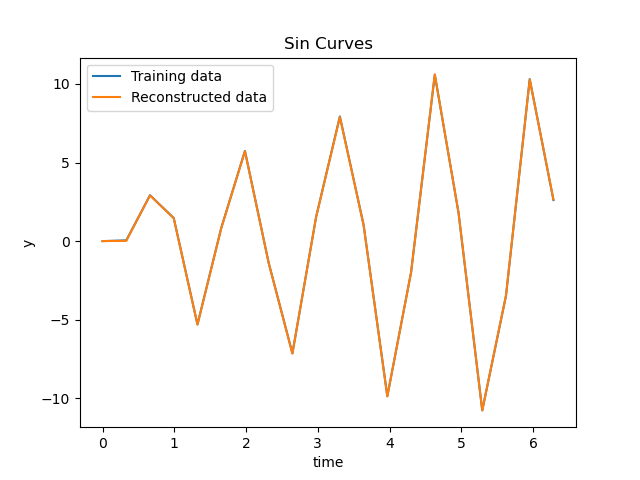 Sin Curves
Training data
Reconstructed data
y
10
5
0
−5
−10
0 1 2 3 4 5 6
time